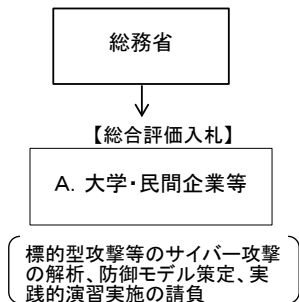 総務省
【総合評価入札】
A. 大学・民間企業等
標的型攻撃等のサイバー攻撃
の解析、防御モデル策定、実
践的演習実施の請負